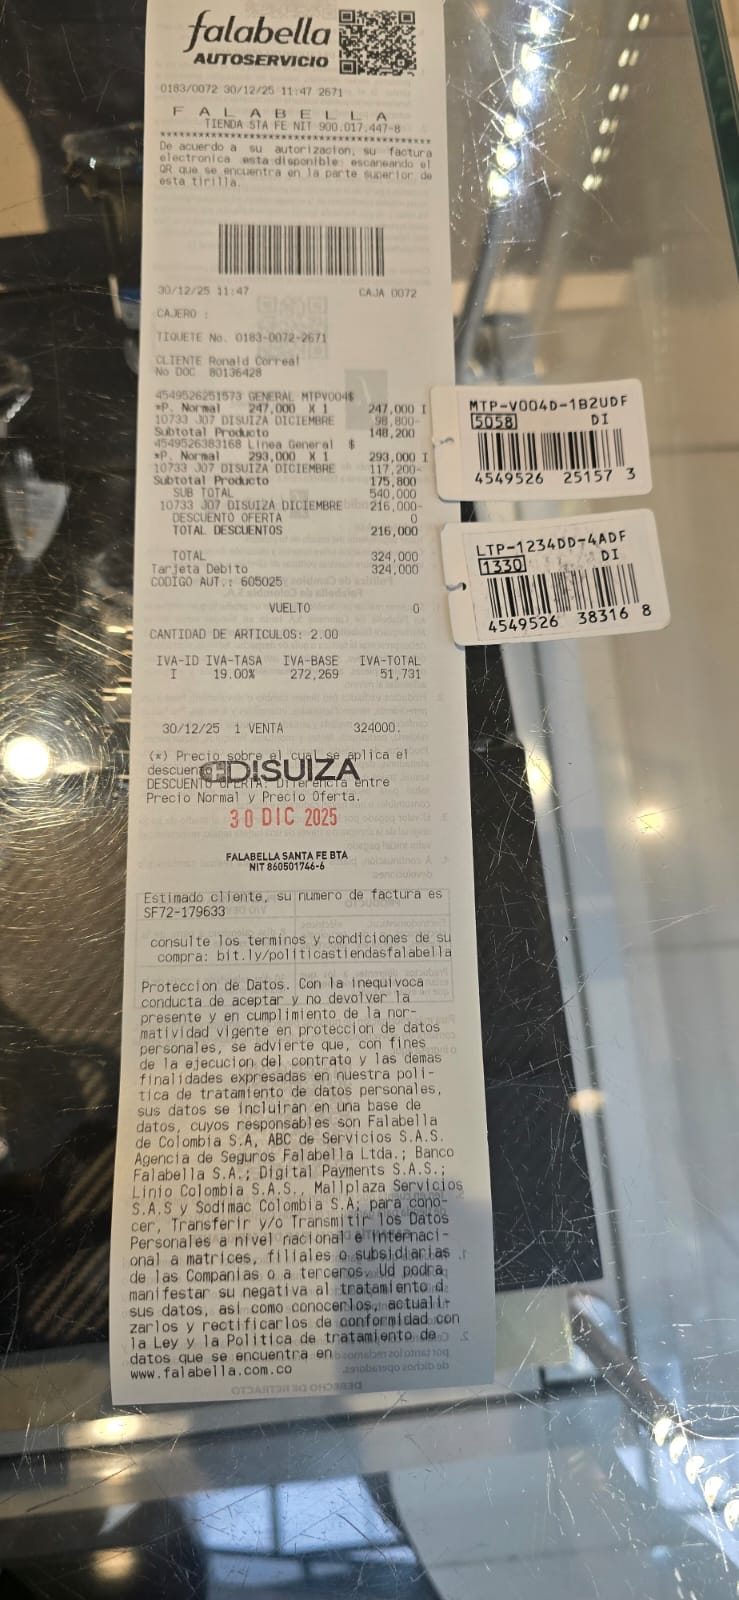 falabella
AUTOSERVICIO
0183/0072 30/12/25 11:47 2671
F A L A B E L L A
TIENDA STA FE NIT 900.017.447-8
****************************************
De acuerdo a su autorizacion, su factura
electronica esta disponible escaneando el
QR que se encuentra en la parte superior de
esta tirilla.
30/12/25 11:47 CAJA 0072
CAJERO :
TIQUETE No. 0183-0072-2671
CLIENTE Ronald Correal
No DOC 80136428
4549526251573 GENERAL MTPV004$
*P. Normal 247,000 X 1 247,000 I
10733 J07 DISUIZA DICIEMBRE 98,800-
Subtotal Producto 148,200
4549526383168 Linea General $
*P. Normal 293,000 X 1 293,000 I
10733 J07 DISUIZA DICIEMBRE 117,200-
Subtotal Producto 175,800
SUB TOTAL 540,000
10733 J07 DISUIZA DICIEMBRE 216,000-
DESCUENTO OFERTA 0
TOTAL DESCUENTOS 216,000
TOTAL 324,000
Tarjeta Debito 324,000
CODIGO AUT.: 605025
VUELTO 0
CANTIDAD DE ARTICULOS: 2.00
IVA-ID IVA-TASA IVA-BASE IVA-TOTAL
I 19.00% 272,269 51,731
30/12/25 1 VENTA 324000.
(*) Precio sobre el cual se aplica el
descuento
DISUIZA
DESCUENTO OFERTA: Diferencia entre
Precio Normal y Precio Oferta.
30 DIC 2025
FALABELLA SANTA FE BTA
NIT 860501746-6
Estimado cliente, su numero de factura es
SF72-179633
consulte los terminos y condiciones de su
compra: bit.ly/politicastiendasfalabella
Proteccion de Datos. Con la inequivoca
conducta de aceptar y no devolver la
presente y en cumplimiento de la nor-
matividad vigente en proteccion de datos
personales, se advierte que, con fines
de la ejecucion del contrato y las demas
finalidades expresadas en nuestra poli-
tica de tratamiento de datos personales,
sus datos se incluiran en una base de
datos, cuyos responsables son Falabella
de Colombia S.A, ABC de Servicios S.A.S.
Agencia de Seguros Falabella Ltda.; Banco
Falabella S.A.; Digital Payments S.A.S.;
Linio Colombia S.A.S., Mallplaza Servicios
S.A.S y Sodimac Colombia S.A; para cono-
cer, Transferir y/o Transmitir los Datos
Personales a nivel nacional e internaci-
onal a matrices, filiales o subsidiarias
de las Companias o a terceros. Ud podra
manifestar su negativa al tratamiento d
sus datos, asi como conocerlos, actuali-
zarlos y rectificarlos de conformidad con
la Ley y la Politica de tratamiento de
datos que se encuentra en
www.falabella.com.co
MTP-V004D-1B2UDF
5058 DI
4549526 25157 3
LTP-1234DD-4ADF
1330 DI
4549526 38316 8